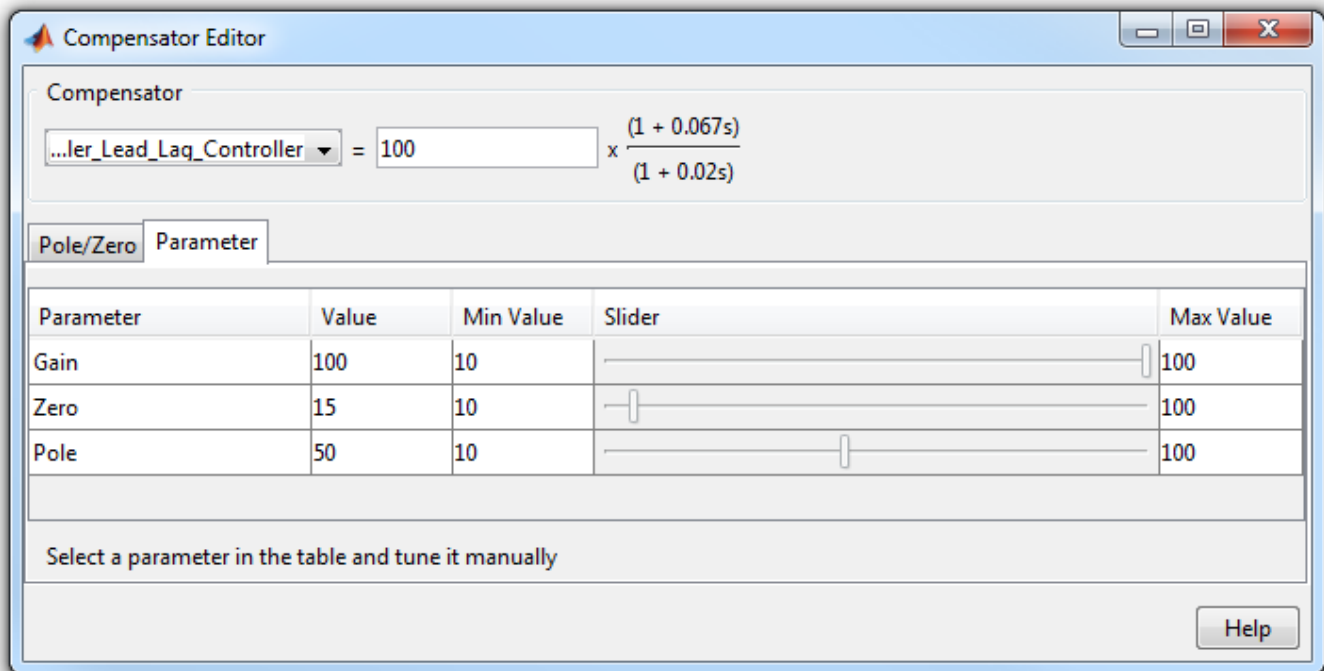 Compensator Editor
Compensator
...ler_Lead_Lag_Controller = 100 x (1 + 0.067s)
(1 + 0.02s)
Pole/Zero Parameter
Parameter Value Min Value Slider Max Value
Gain 100 10 100
Zero 15 10 100
Pole 50 10 100
Select a parameter in the table and tune it manually
Help